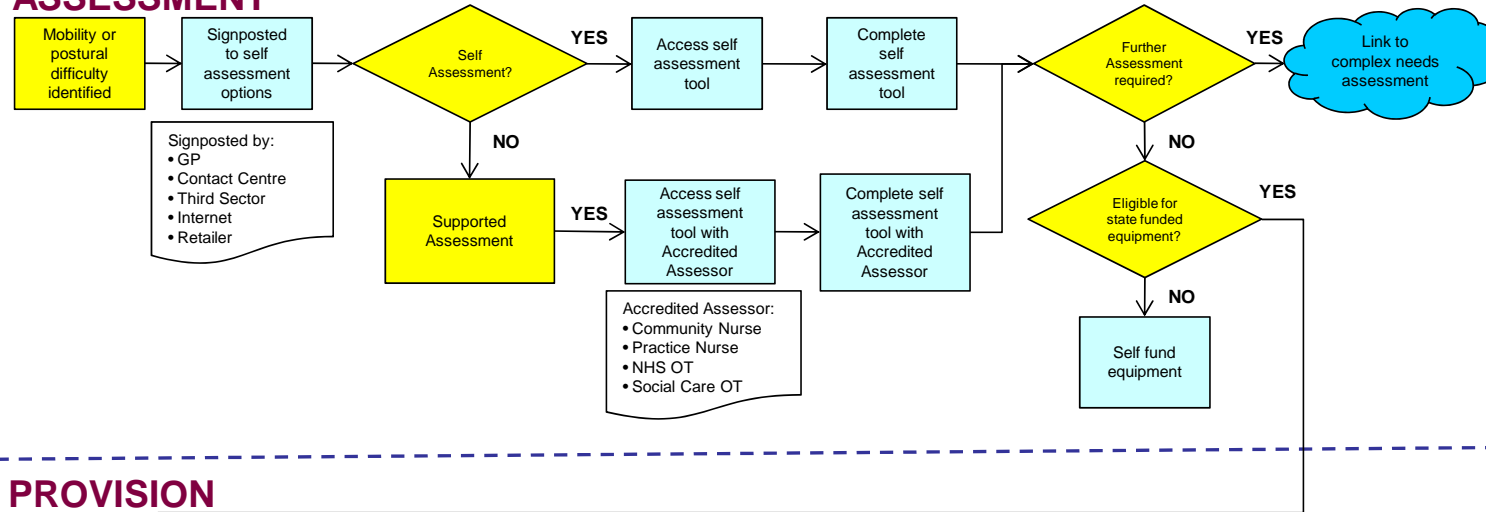 ASSESSMENT
Mobility or
postural
difficulty
identified
Signposted
to self
assessment
options
Self
Assessment?
YES
Access self
assessment
tool
Complete
self
assessment
tool
Further
Assessment
required?
YES
Link to
complex needs
assessment
Signposted by:
• GP
• Contact Centre
• Third Sector
• Internet
• Retailer
NO
Supported
Assessment
YES
Access self
assessment
tool with
Accredited
Assessor
Complete self
assessment
tool with
Accredited
Assessor
NO
Eligible for
state funded
equipment?
YES
Accredited Assessor:
• Community Nurse
• Practice Nurse
• NHS OT
• Social Care OT
NO
Self fund
equipment
PROVISION